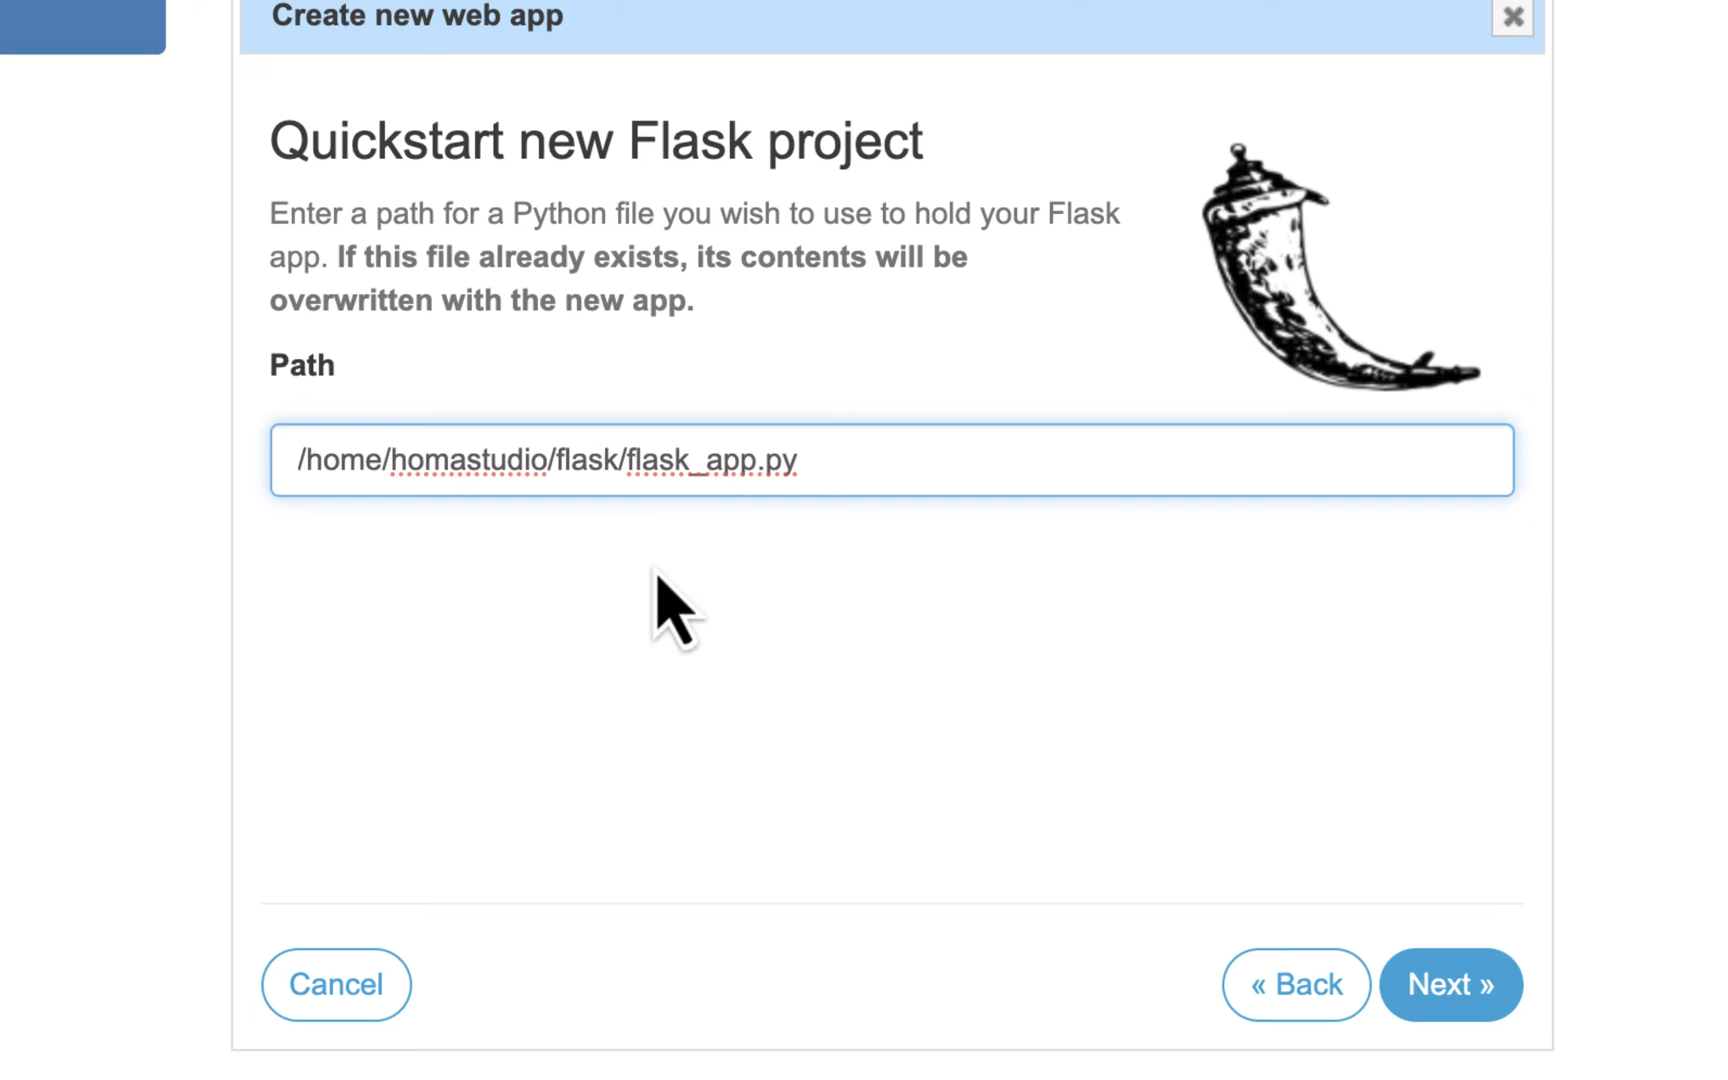 Create new web app
Quickstart new Flask project
Enter a path for a Python file you wish to use to hold your Flask
app. If this file already exists, its contents will be
overwritten with the new app.
Path
/home/homastudio/flask/flask_app.py
Cancel
« Back
Next »